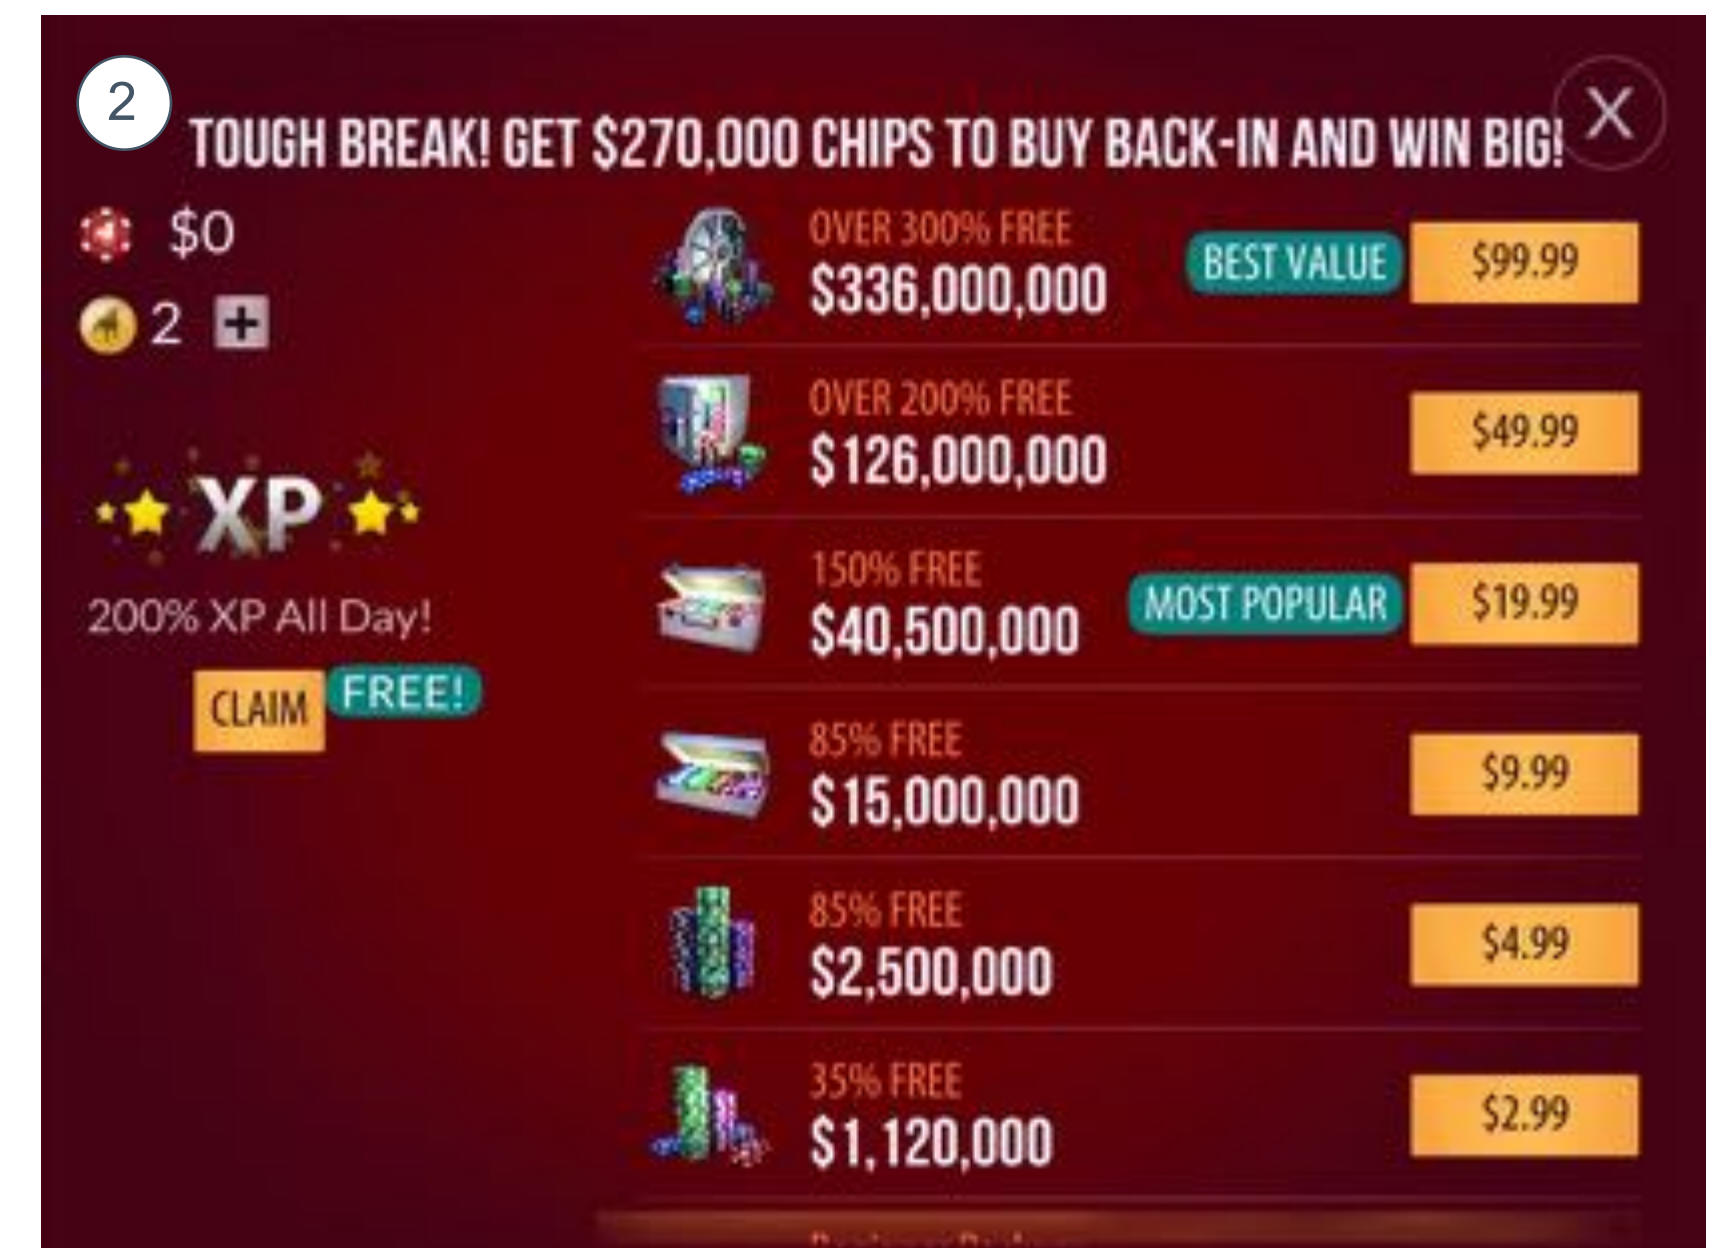 2
TOUGH BREAK! GET $270,000 CHIPS TO BUY BACK-IN AND WIN BIG!
X
$0
2 +
XP
200% XP All Day!
CLAIM FREE!
OVER 300% FREE
$336,000,000
BEST VALUE
$99.99
OVER 200% FREE
$126,000,000
$49.99
150% FREE
$40,500,000
MOST POPULAR
$19.99
85% FREE
$15,000,000
$9.99
85% FREE
$2,500,000
$4.99
35% FREE
$1,120,000
$2.99